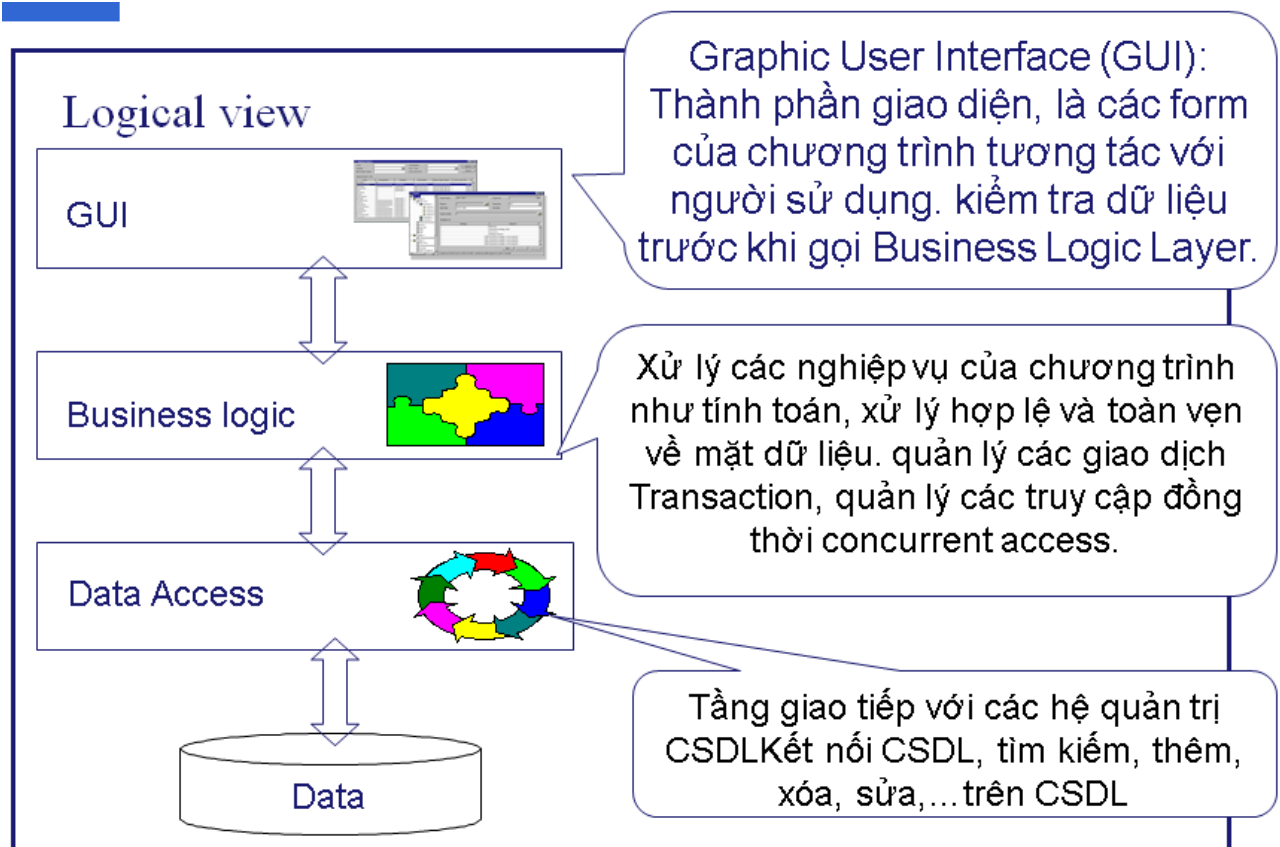 Logical view
GUI
Graphic User Interface (GUI):
Thành phần giao diện, là các form
của chương trình tương tác với
người sử dụng. kiểm tra dữ liệu
trước khi gọi Business Logic Layer.
Business logic
Xử lý các nghiệp vụ của chương trình
như tính toán, xử lý hợp lệ và toàn vẹn
về mặt dữ liệu. quản lý các giao dịch
Transaction, quản lý các truy cập đồng
thời concurrent access.
Data Access
Tầng giao tiếp với các hệ quản trị
CSDLKết nối CSDL, tìm kiếm, thêm,
xóa, sửa,...trên CSDL
Data